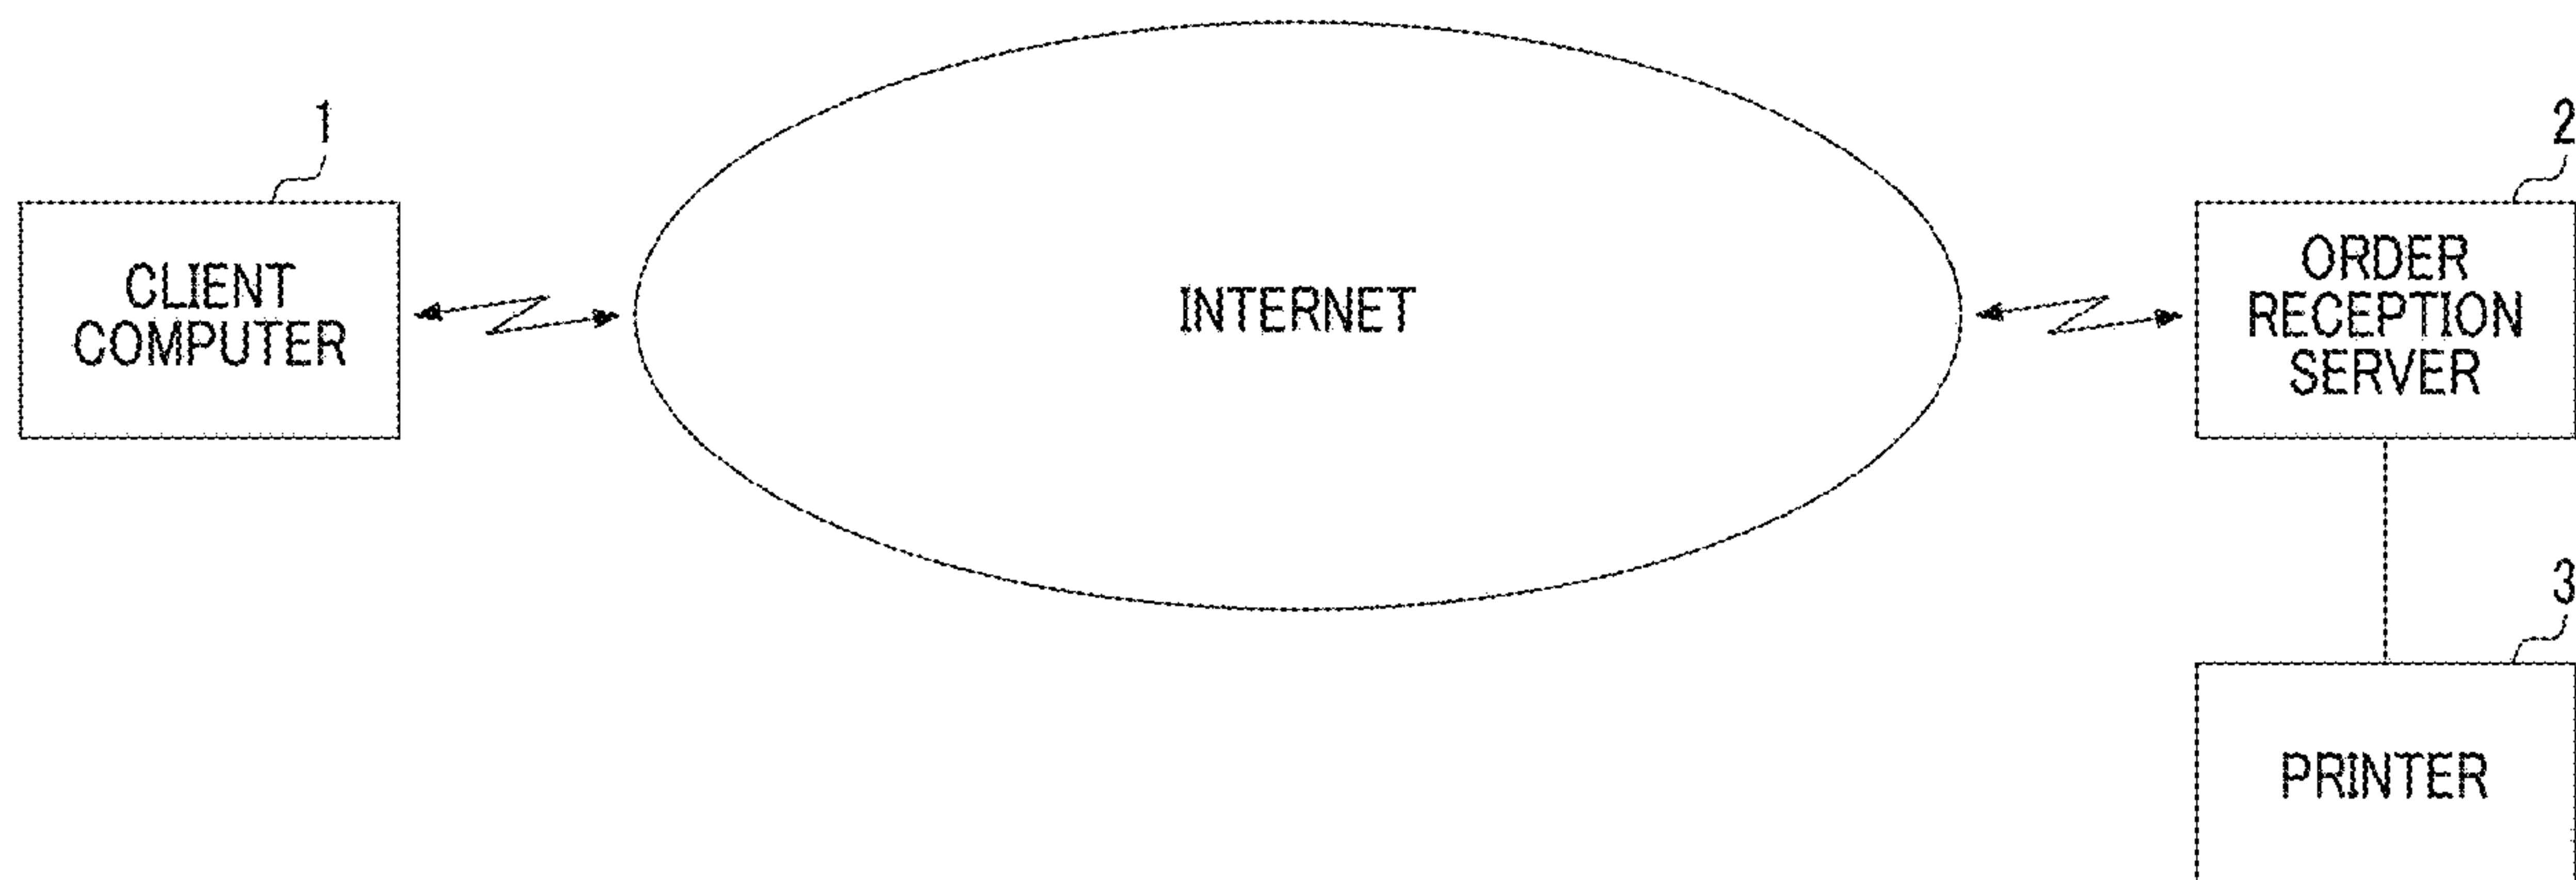 1
CLIENT
COMPUTER
INTERNET
2
ORDER
RECEPTION
SERVER
3
PRINTER